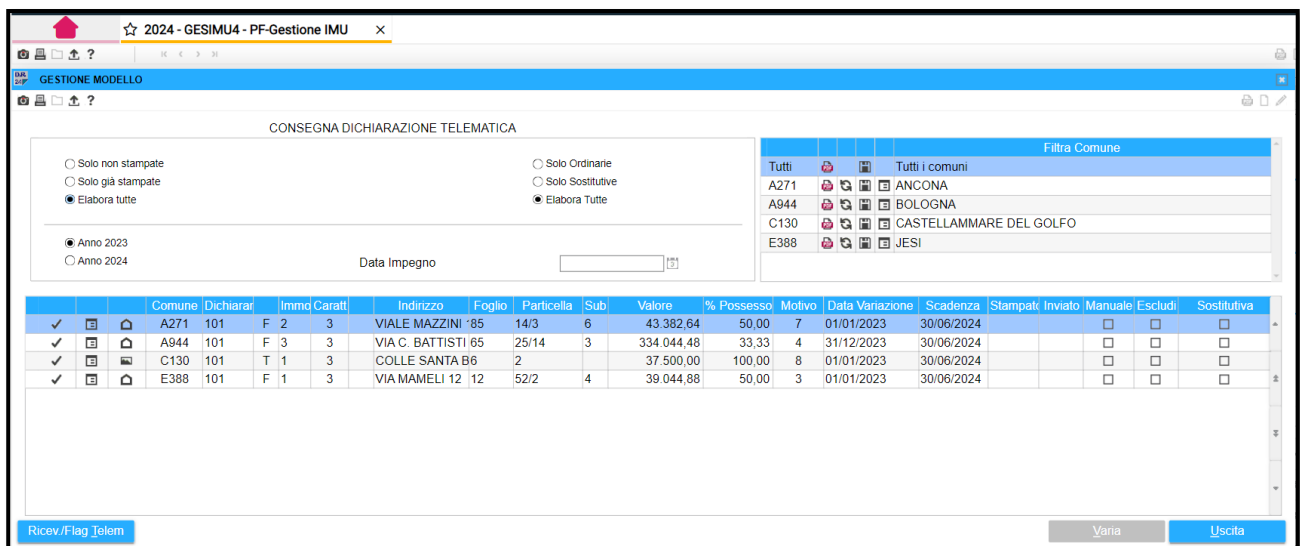 2024 - GESIMU4 - PF-Gestione IMU
?
GESTIONE MODELLO
?
CONSEGNA DICHIARAZIONE TELEMATICA
Solo non stampate
Solo già stampate
Elabora tutte
Solo Ordinarie
Solo Sostitutive
Elabora Tutte
Anno 2023
Anno 2024
Data Impegno
Filtra Comune
Tutti Tutti i comuni
A271 ANCONA
A944 BOLOGNA
C130 CASTELLAMMARE DEL GOLFO
E388 JESI
Comune Dichiarar Immo Caratt Indirizzo Foglio Particella Sub Valore % Possesso Motivo Data Variazione Scadenza Stampato Inviato Manuale Escludi Sostitutiva
A271 101 F 2 3 VIALE MAZZINI 85 14/3 6 43.382,64 50,00 7 01/01/2023 30/06/2024
A944 101 F 3 3 VIA C. BATTISTI 65 25/14 3 334.044,48 33,33 4 31/12/2023 30/06/2024
C130 101 T 1 3 COLLE SANTA B 6 2 37.500,00 100,00 8 01/01/2023 30/06/2024
E388 101 F 1 3 VIA MAMELI 12 12 52/2 4 39.044,88 50,00 3 01/01/2023 30/06/2024
Ricev./Flag Telem
Varia
Uscita